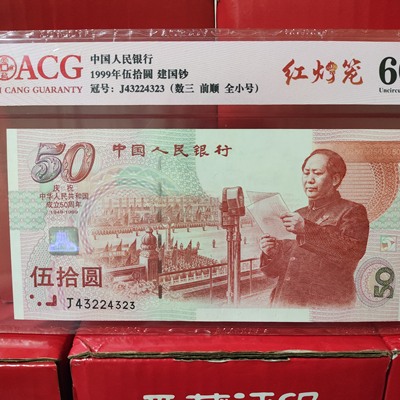 ACG
CANG GUARANTY
中国人民银行
1999年伍拾圆 建国钞
冠号：J43224323（数三 前顺 全小号）
红灯笼
50
中国人民银行
庆·祝
中华人民共和国
成立50周年
1949-1999
伍拾圆
J43224323
50